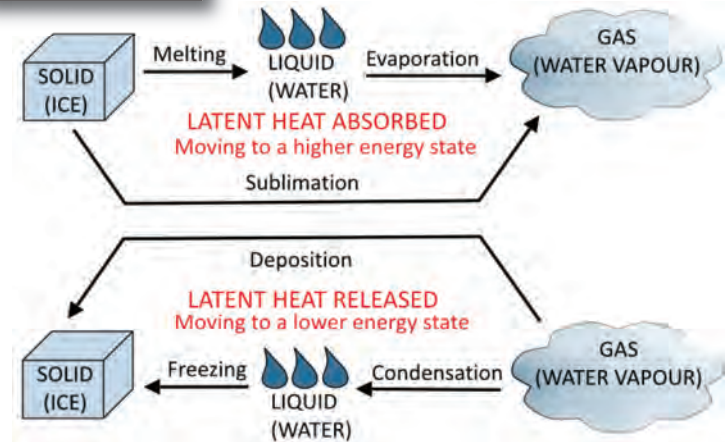 SOLID
(ICE)
Melting
LIQUID
(WATER)
Evaporation
GAS
(WATER VAPOUR)
LATENT HEAT ABSORBED
Moving to a higher energy state
Sublimation
Deposition
LATENT HEAT RELEASED
Moving to a lower energy state
SOLID
(ICE)
Freezing
LIQUID
(WATER)
Condensation
GAS
(WATER VAPOUR)